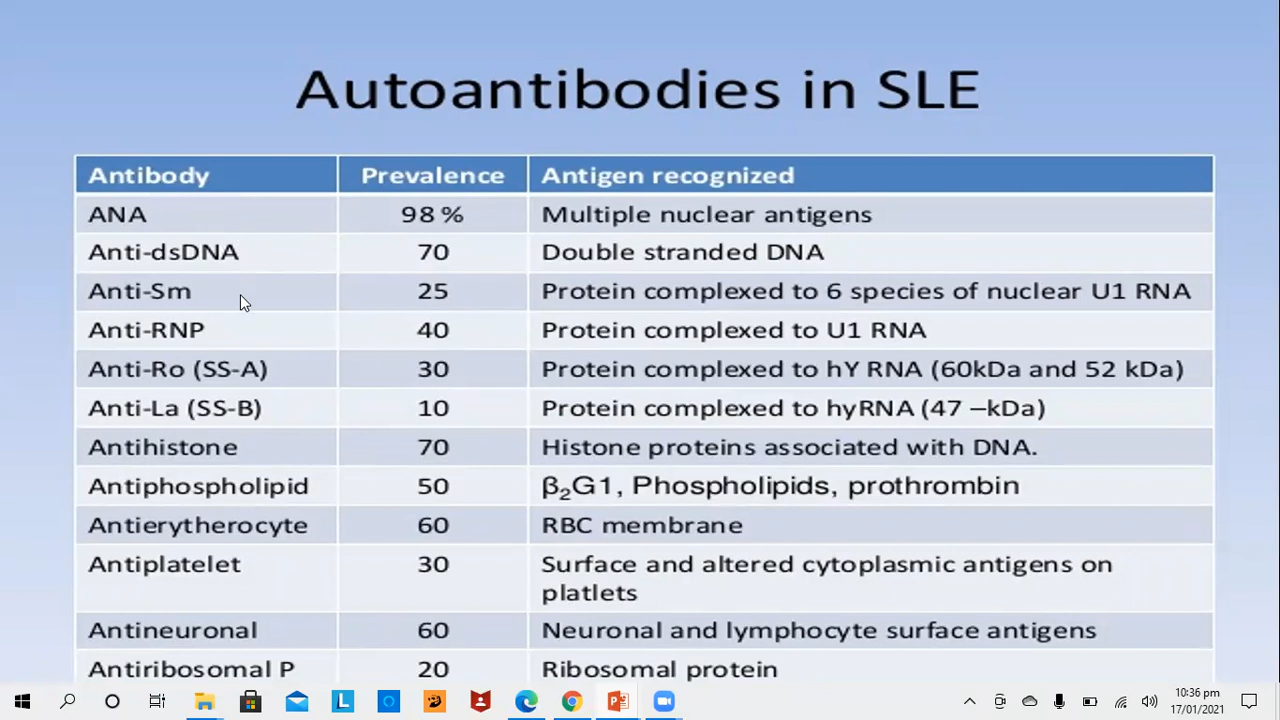 Autoantibodies in SLE
Antibody Prevalence Antigen recognized
ANA 98 % Multiple nuclear antigens
Anti-dsDNA 70 Double stranded DNA
Anti-Sm 25 Protein complexed to 6 species of nuclear U1 RNA
Anti-RNP 40 Protein complexed to U1 RNA
Anti-Ro (SS-A) 30 Protein complexed to hY RNA (60kDa and 52 kDa)
Anti-La (SS-B) 10 Protein complexed to hyRNA (47 –kDa)
Antihistone 70 Histone proteins associated with DNA.
Antiphospholipid 50 β₂G1, Phospholipids, prothrombin
Antierytherocyte 60 RBC membrane
Antiplatelet 30 Surface and altered cytoplasmic antigens on
platlets
Antineuronal 60 Neuronal and lymphocyte surface antigens
Antiribosomal P 20 Ribosomal protein
10:36 pm
17/01/2021